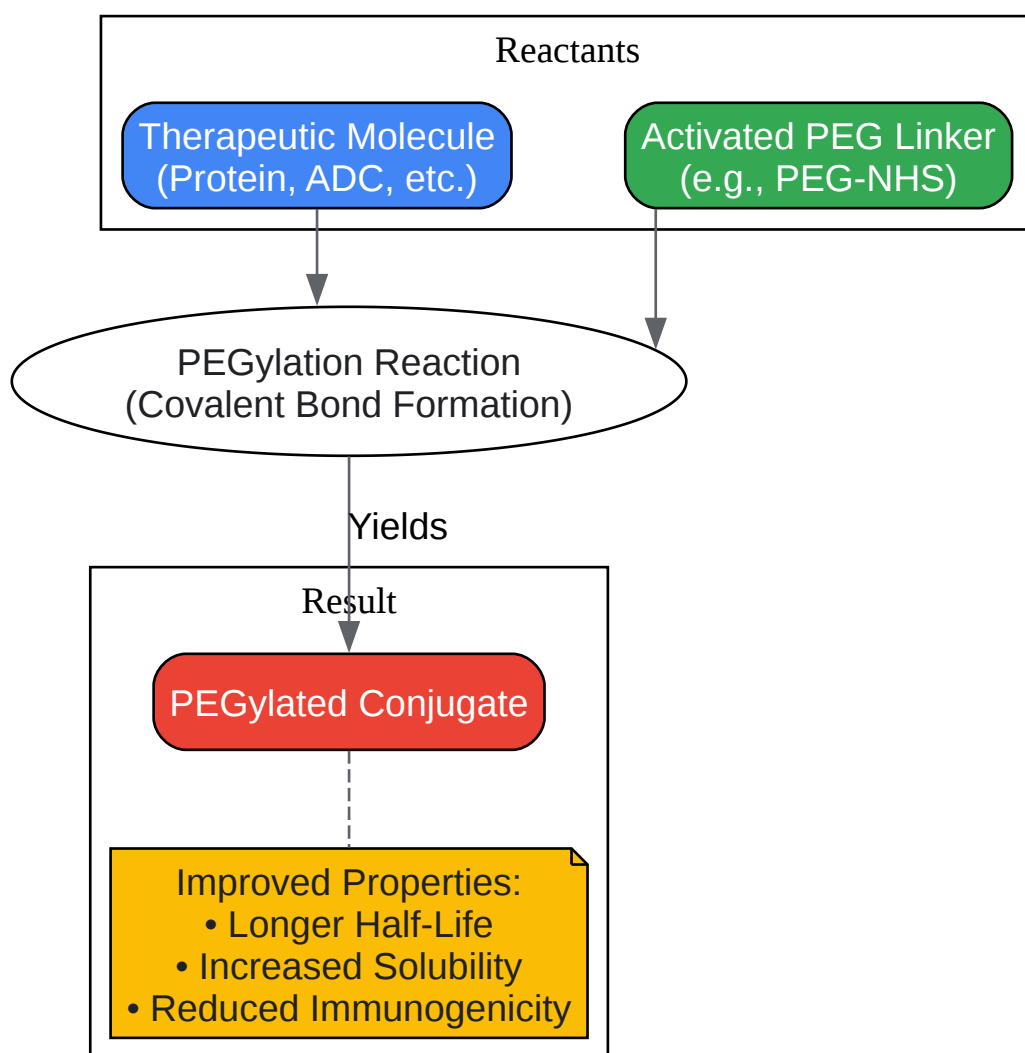 Reactants
Therapeutic Molecule
(Protein, ADC, etc.)
Activated PEG Linker
(e.g., PEG-NHS)
PEGylation Reaction
(Covalent Bond Formation)
Yields
Result
PEGylated Conjugate
Improved Properties:
• Longer Half-Life
• Increased Solubility
• Reduced Immunogenicity